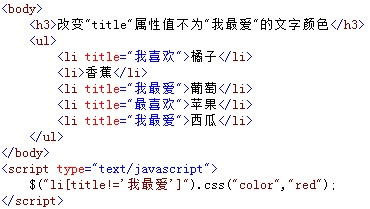 <body>
<h3>改变"title"属性值不为"我最爱"的文字颜色</h3>
<ul>
<li title="我喜欢">橘子</li>
<li>香蕉</li>
<li title="我最爱">葡萄</li>
<li title="最喜欢">苹果</li>
<li title="我最爱">西瓜</li>
</ul>
</body>
<script type="text/javascript">
$("li[title!='我最爱']").css("color","red");
</script>